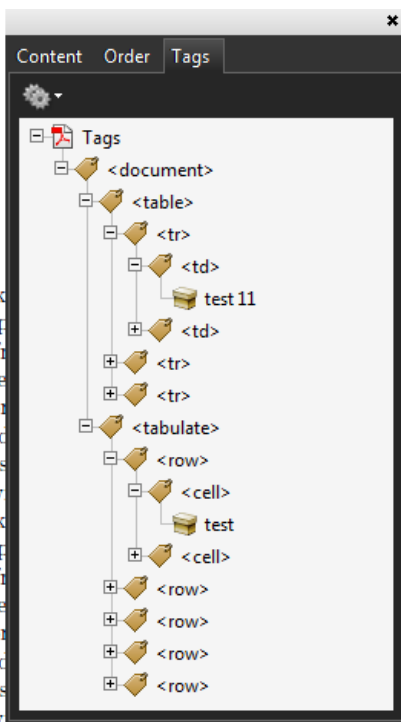 Content Order Tags
Tags
<document>
<table>
<tr>
<td>
test 11
<td>
<tr>
<tr>
<tabulate>
<row>
<cell>
test
<cell>
<row>
<row>
<row>
<row>